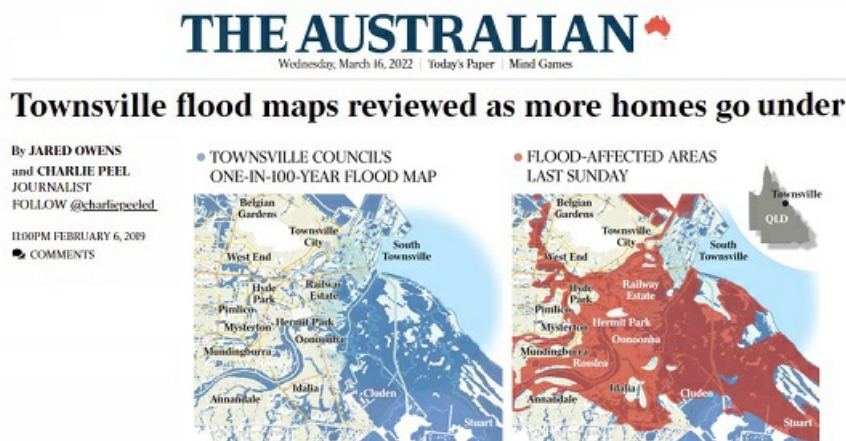 THE AUSTRALIAN
Wednesday, March 16, 2022 | Today's Paper | Mind Games
Townsville flood maps reviewed as more homes go under
By JARED OWENS
and CHARLIE PEEL
JOURNALIST
FOLLOW @charliepeeled
11:00PM FEBRUARY 6, 2019
COMMENTS
TOWNSVILLE COUNCIL'S
ONE-IN-100-YEAR FLOOD MAP
Belgian
Gardens
Townsville
City
South
Townsville
West End
Railway
Estate
Hyde
Park
Pimlico
Hermit Park
Mysterton
Oonoonba
Mundingburra
Idalia
Cluden
Annandale
Stuart
FLOOD-AFFECTED AREAS
LAST SUNDAY
Townsville
QLD
Belgian
Gardens
Townsville
City
South
Townsville
West End
Railway
Estate
Hyde
Park
Pimlico
Hermit Park
Mysterton
Oonoonba
Mundingburra
Rosslea
Idalia
Cluden
Annandale
Stuart